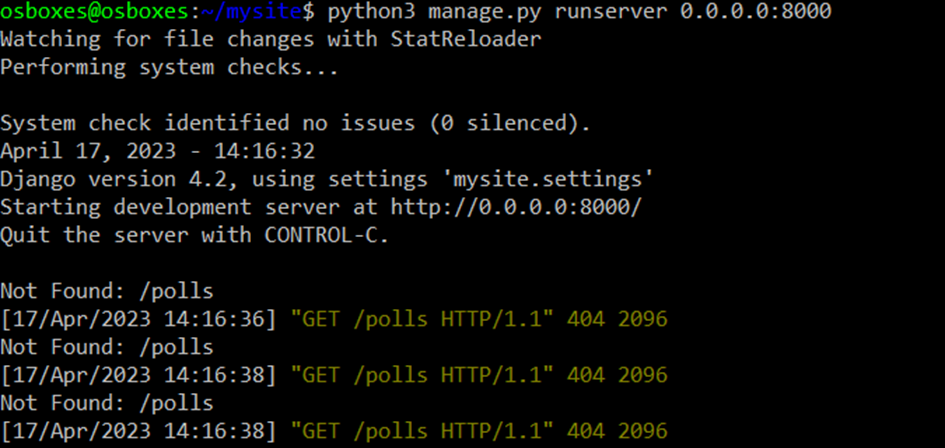 osboxes@osboxes:~/mysite$ python3 manage.py runserver 0.0.0.0:8000
Watching for file changes with StatReloader
Performing system checks...
System check identified no issues (0 silenced).
April 17, 2023 - 14:16:32
Django version 4.2, using settings 'mysite.settings'
Starting development server at http://0.0.0.0:8000/
Quit the server with CONTROL-C.
Not Found: /polls
[17/Apr/2023 14:16:36] "GET /polls HTTP/1.1" 404 2096
Not Found: /polls
[17/Apr/2023 14:16:38] "GET /polls HTTP/1.1" 404 2096
Not Found: /polls
[17/Apr/2023 14:16:38] "GET /polls HTTP/1.1" 404 2096